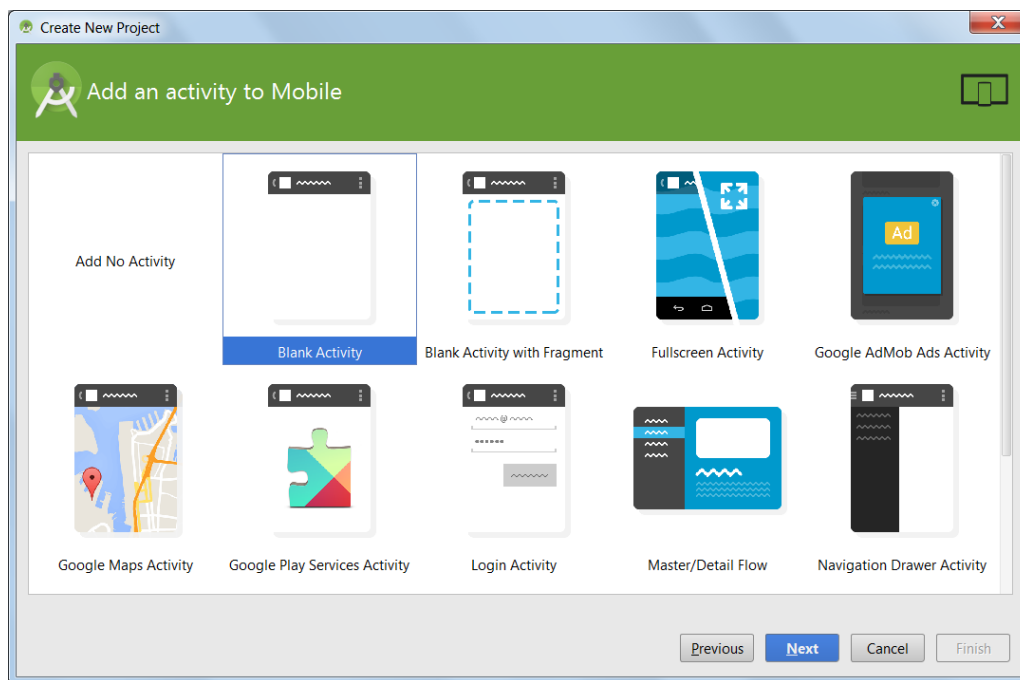 Create New Project
Add an activity to Mobile
Add No Activity
Blank Activity
Blank Activity with Fragment
Fullscreen Activity
Ad
Google AdMob Ads Activity
Google Maps Activity
Google Play Services Activity
@
Login Activity
Master/Detail Flow
Navigation Drawer Activity
Previous
Next
Cancel
Finish